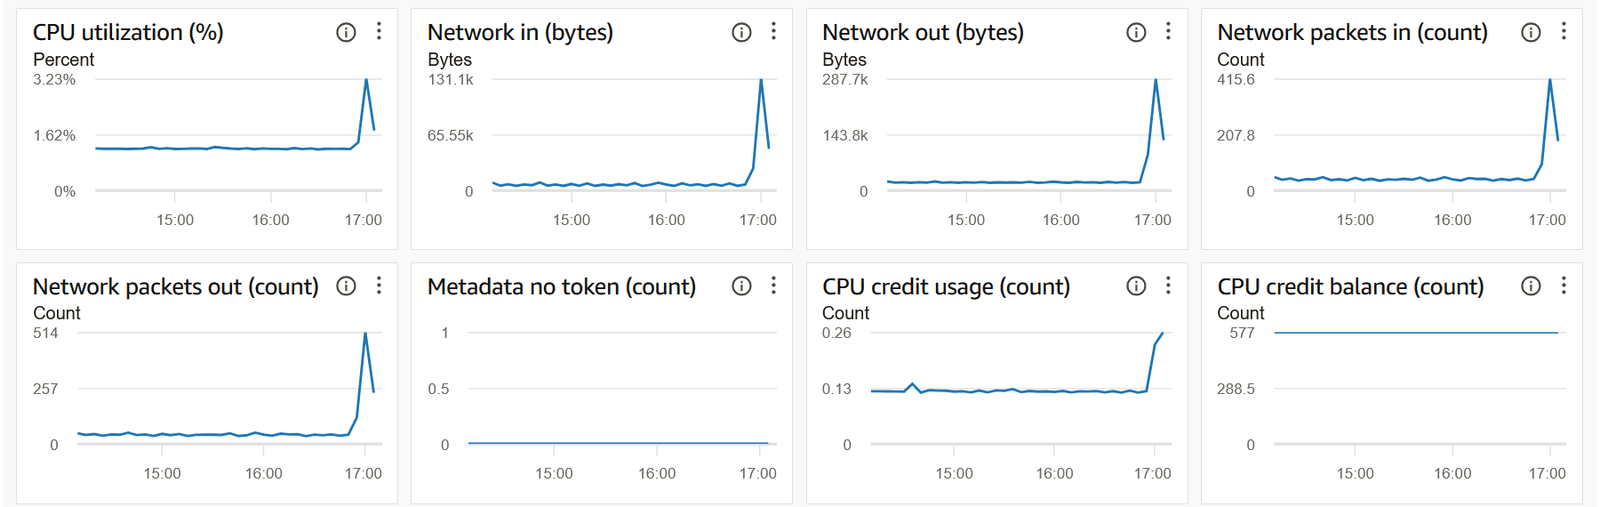 CPU utilization (%)
Percent
3.23%
1.62%
0%
15:00 16:00 17:00
Network in (bytes)
Bytes
131.1k
65.55k
0
15:00 16:00 17:00
Network out (bytes)
Bytes
287.7k
143.8k
0
15:00 16:00 17:00
Network packets in (count)
Count
415.6
207.8
0
15:00 16:00 17:00
Network packets out (count)
Count
514
257
0
15:00 16:00 17:00
Metadata no token (count)
1
0.5
0
15:00 16:00 17:00
CPU credit usage (count)
Count
0.26
0.13
0
15:00 16:00 17:00
CPU credit balance (count)
Count
577
288.5
0
15:00 16:00 17:00